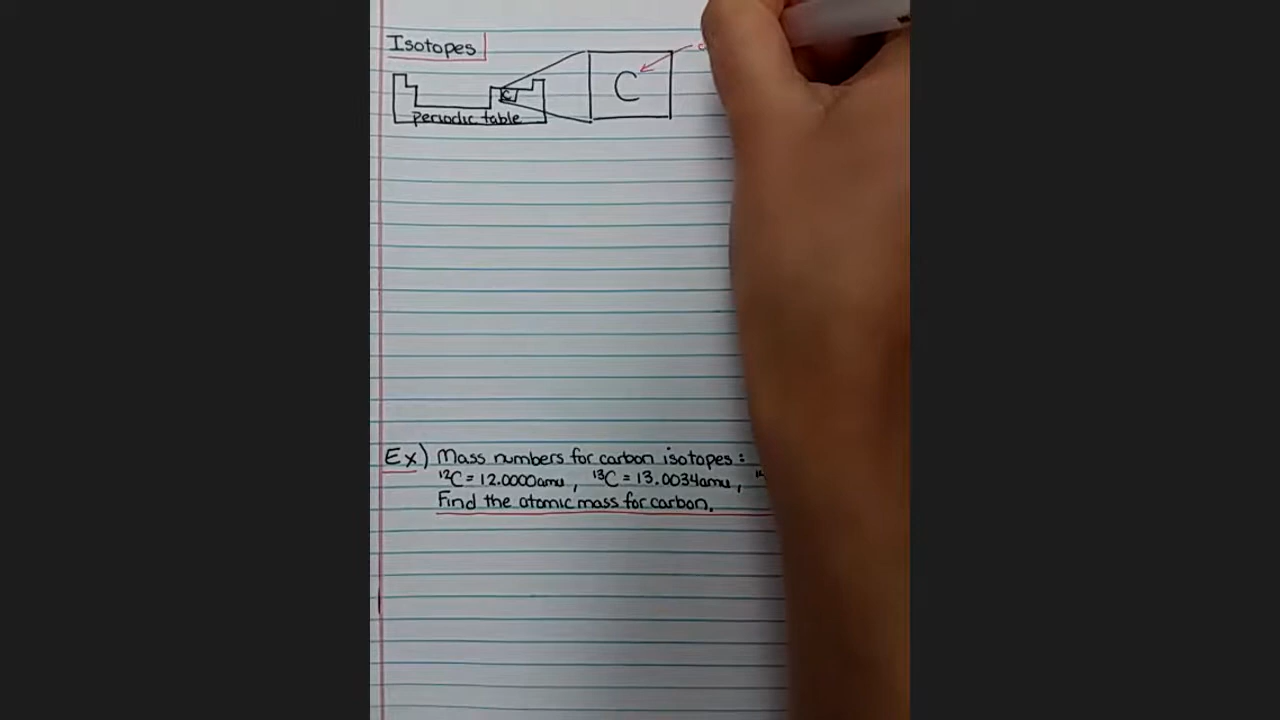 Isotopes
C
C
periodic table
Ex) Mass numbers for carbon isotopes:
¹²C = 12.0000amu, ¹³C = 13.0034amu,
Find the atomic mass for carbon.